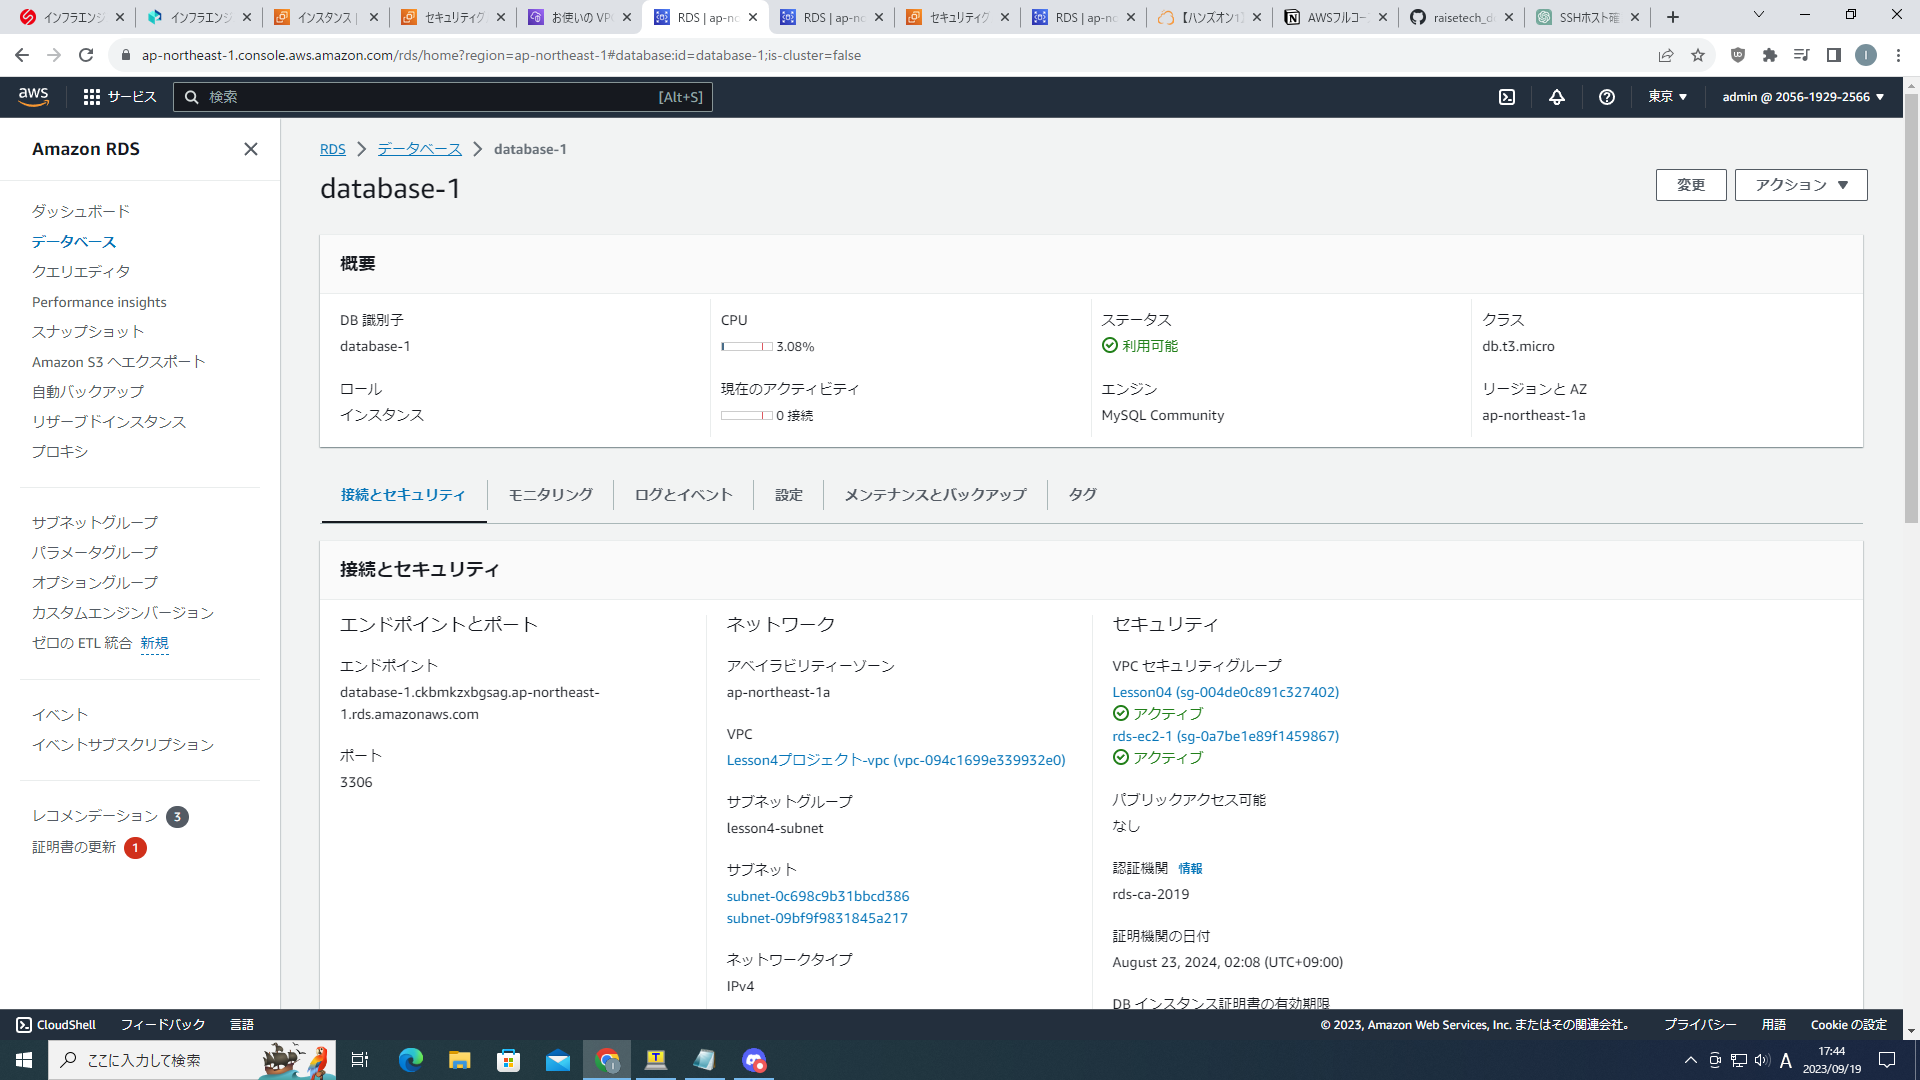 インフラエンジ
インフラエンジ
インスタンス |
セキュリティグ
お使いの VPC
RDS | ap-nc
RDS | ap-nc
セキュリティグ
RDS | ap-nc
【ハンズオン1】
AWSフルコー
raisetech_d
SSHホスト確
ap-northeast-1.console.aws.amazon.com/rds/home?region=ap-northeast-1#database:id=database-1;is-cluster=false
aws
サービス
検索
[Alt+S]
東京 ▼
admin @ 2056-1929-2566 ▼
Amazon RDS
ダッシュボード
データベース
クエリエディタ
Performance insights
スナップショット
Amazon S3 へエクスポート
自動バックアップ
リザーブドインスタンス
プロキシ
サブネットグループ
パラメータグループ
オプショングループ
カスタムエンジンバージョン
ゼロの ETL 統合 新規
イベント
イベントサブスクリプション
レコメンデーション 3
証明書の更新 1
RDS > データベース > database-1
database-1
変更
アクション ▼
概要
DB 識別子
database-1
CPU
3.08%
ステータス
利用可能
クラス
db.t3.micro
ロール
インスタンス
現在のアクティビティ
0 接続
エンジン
MySQL Community
リージョンと AZ
ap-northeast-1a
接続とセキュリティ
モニタリング
ログとイベント
設定
メンテナンスとバックアップ
タグ
接続とセキュリティ
エンドポイントとポート
エンドポイント
database-1.ckbmkzxbgsag.ap-northeast-
1.rds.amazonaws.com
ポート
3306
ネットワーク
アベイラビリティーゾーン
ap-northeast-1a
VPC
Lesson4プロジェクト-vpc (vpc-094c1699e339932e0)
サブネットグループ
lesson4-subnet
サブネット
subnet-0c698c9b31bbcd386
subnet-09bf9f9831845a217
ネットワークタイプ
IPv4
セキュリティ
VPC セキュリティグループ
Lesson04 (sg-004de0c891c327402)
アクティブ
rds-ec2-1 (sg-0a7be1e89f1459867)
アクティブ
パブリックアクセス可能
なし
認証機関 情報
rds-ca-2019
証明機関の日付
August 23, 2024, 02:08 (UTC+09:00)
DB インスタンス証明書の有効期限
CloudShell
フィードバック
言語
© 2023, Amazon Web Services, Inc. またはその関連会社。
プライバシー
用語
Cookie の設定
ここに入力して検索
A
17:44
2023/09/19